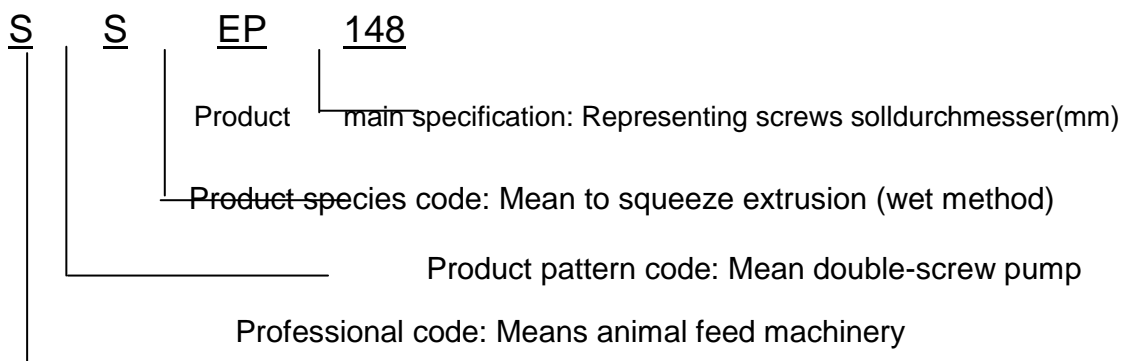 S S EP 148
Product main specification: Representing screws solldurchmesser(mm)
Product species code: Mean to squeeze extrusion (wet method)
Product pattern code: Mean double-screw pump
Professional code: Means animal feed machinery